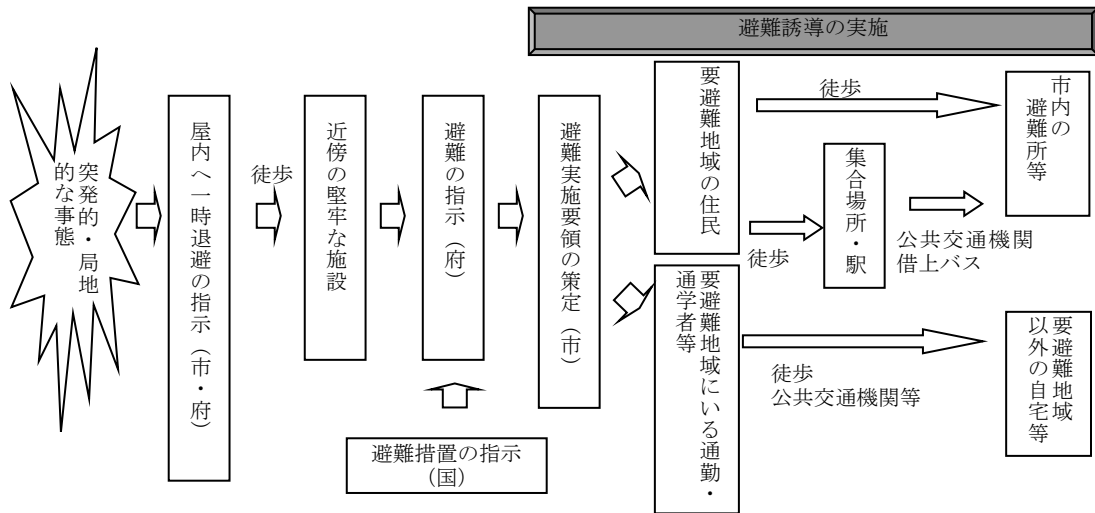 避難誘導の実施
突発的・局地
的な事態
屋内へ一時退避の指示（市・府）
徒歩
近傍の堅牢な施設
避難の指示（府）
避難措置の指示
（国）
避難実施要領の策定（市）
要避難地域の住民
徒歩
市内の
避難所等
徒歩
集合場所・駅
公共交通機関
借上バス
要避難地域にいる通勤・
通学者等
徒歩
公共交通機関等
要避難地域
以外の自宅等